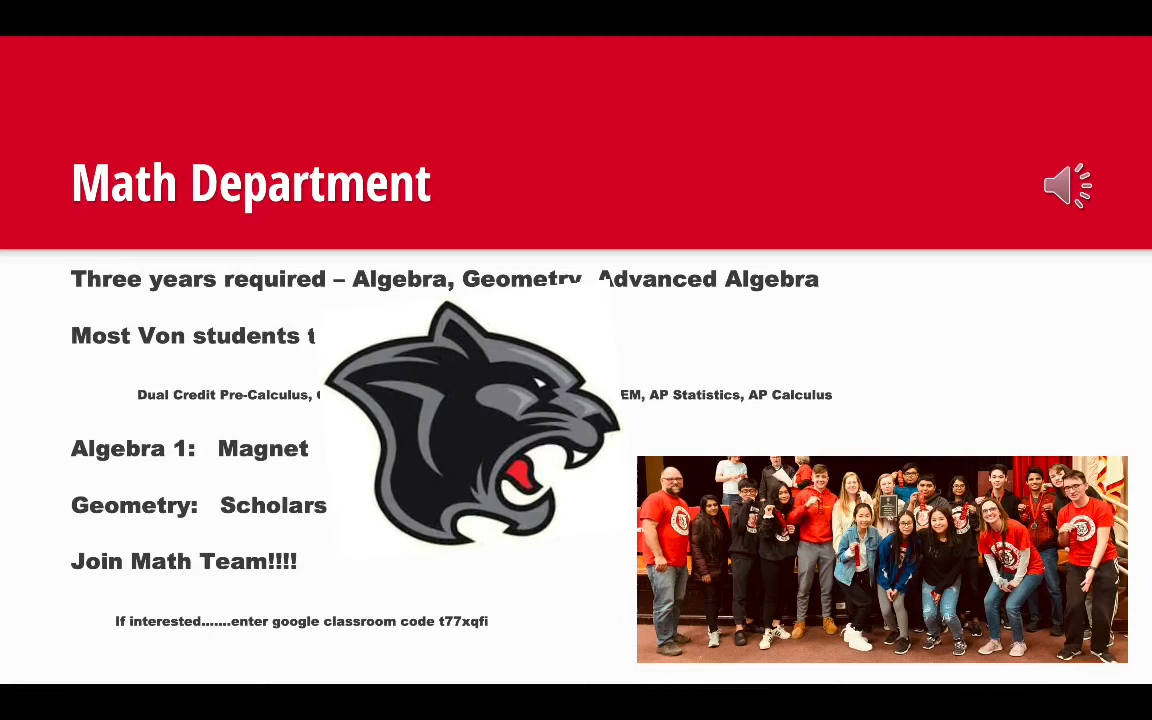 Math Department
Three years required – Algebra, Geometry Advanced Algebra
Most Von students
Dual Credit Pre-Calculus, EM, AP Statistics, AP Calculus
Algebra 1: Magnet
Geometry: Scholars
Join Math Team!!!!
If interested.......enter google classroom code t77xqfi